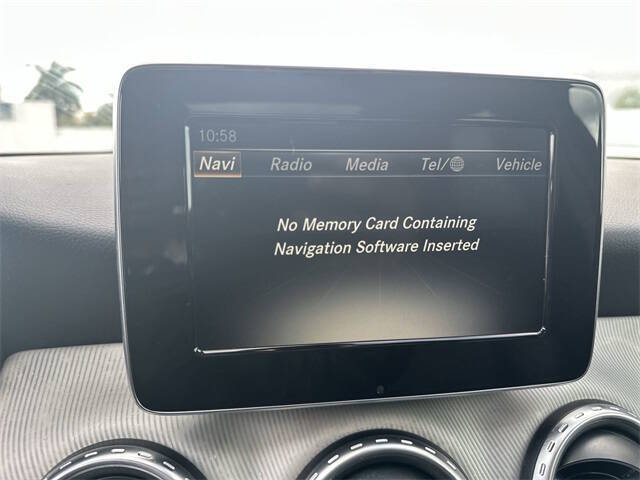 10:58
Navi Radio Media Tel/ Vehicle
No Memory Card Containing
Navigation Software Inserted